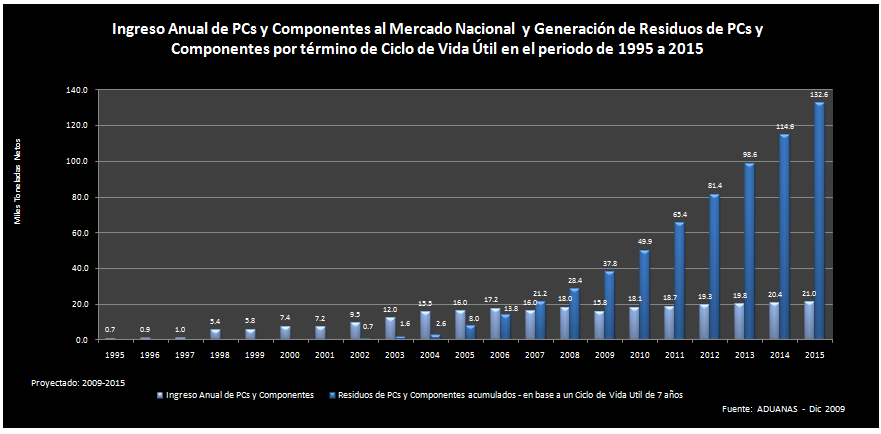 Ingreso Anual de PCs y Componentes al Mercado Nacional y Generación de Residuos de PCs y
Componentes por término de Ciclo de Vida Útil en el periodo de 1995 a 2015
Miles Toneladas Netos
140.0
120.0
100.0
80.0
60.0
40.0
20.0
0.0
0.7 0.9 1.0 5.4 5.8 7.4 7.2 9.5 12.0 15.5 16.0 17.2 16.0 18.0 15.8 18.1 18.7 19.3 19.8 20.4 21.0
0.7 1.6 2.6 8.0 13.8 21.2 28.4 37.8 49.9 65.4 81.4 98.6 114.6 132.6
1995 1996 1997 1998 1999 2000 2001 2002 2003 2004 2005 2006 2007 2008 2009 2010 2011 2012 2013 2014 2015
Proyectado: 2009-2015
Ingreso Anual de PCs y Componentes Residuos de PCs y Componentes acumulados - en base a un Ciclo de Vida Util de 7 años
Fuente: ADUANAS - Dic 2009